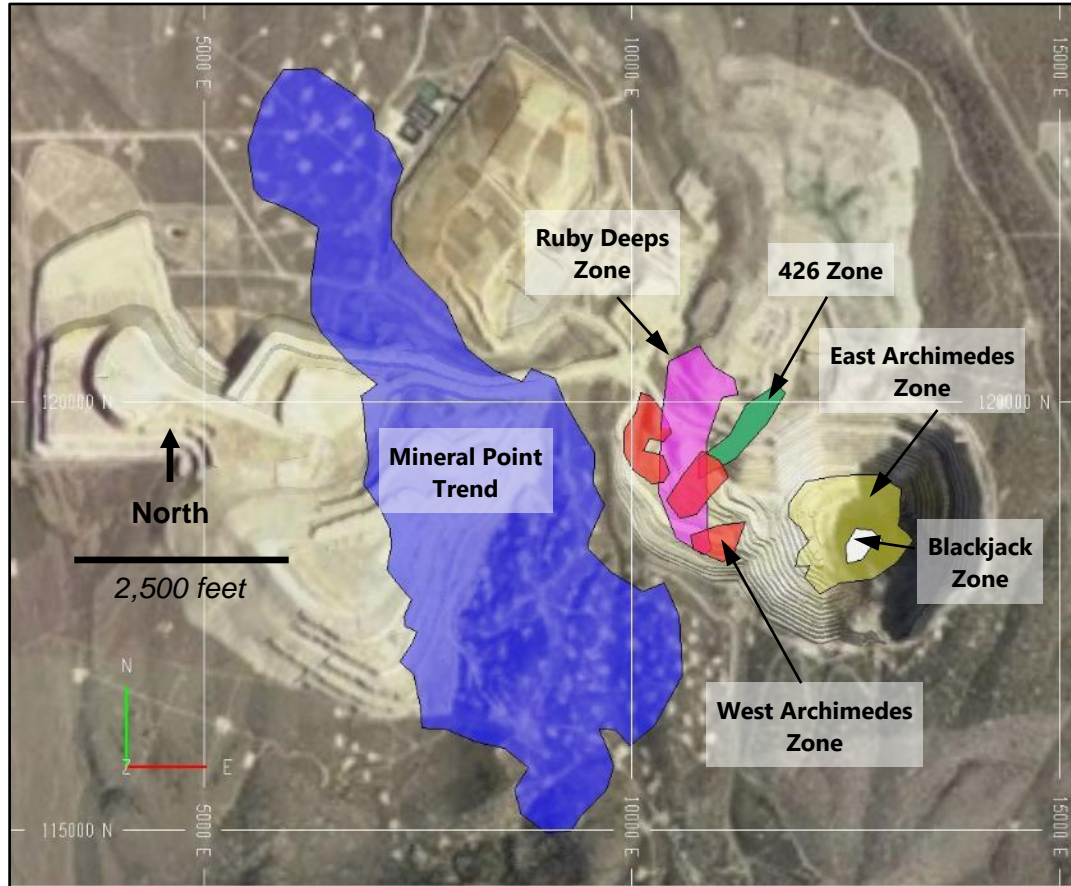 5000 E
10000 E
15000 E
Ruby Deeps
Zone
426 Zone
East Archimedes
Zone
120000 N
120000 N
Mineral Point
Trend
North
2,500 feet
Blackjack
Zone
West Archimedes
Zone
N
Z
E
115000 N
5000 E
10000 E
15000 E